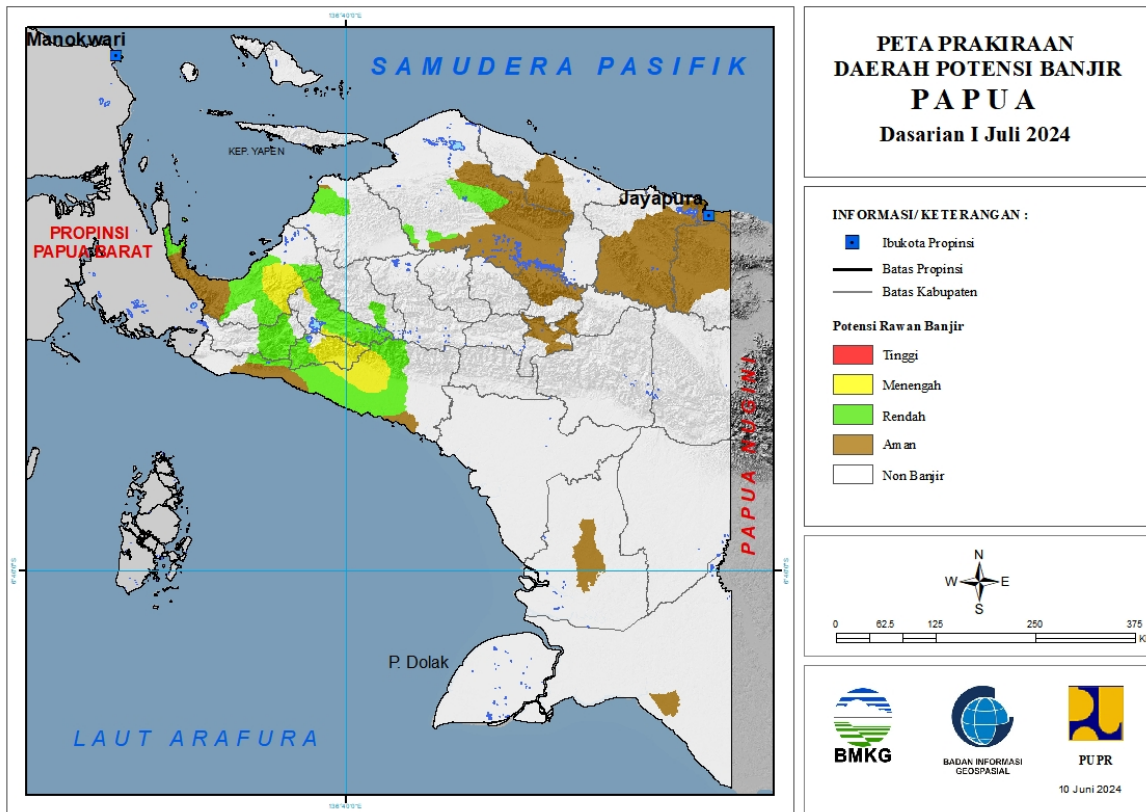 Manokwari
SAMUDERA PASIFIK
KEP. YAPEN
Jayapura
PROPINSI
PAPUA BARAT
PAPUA NUGINI
P. Dolak
LAUT ARAFURA
PETA PRAKIRAAN
DAERAH POTENSI BANJIR
PAPUA
Dasarian I Juli 2024
INFORMASI/ KETERANGAN :
Ibukota Propinsi
Batas Propinsi
Batas Kabupaten
Potensi Rawan Banjir
Tinggi
Menengah
Rendah
Aman
Non Banjir
N
W E
S
0 62.5 125 250 375
BMKG
BADAN INFORMASI
GEOSPASIAL
PUPR
10 Juni 2024